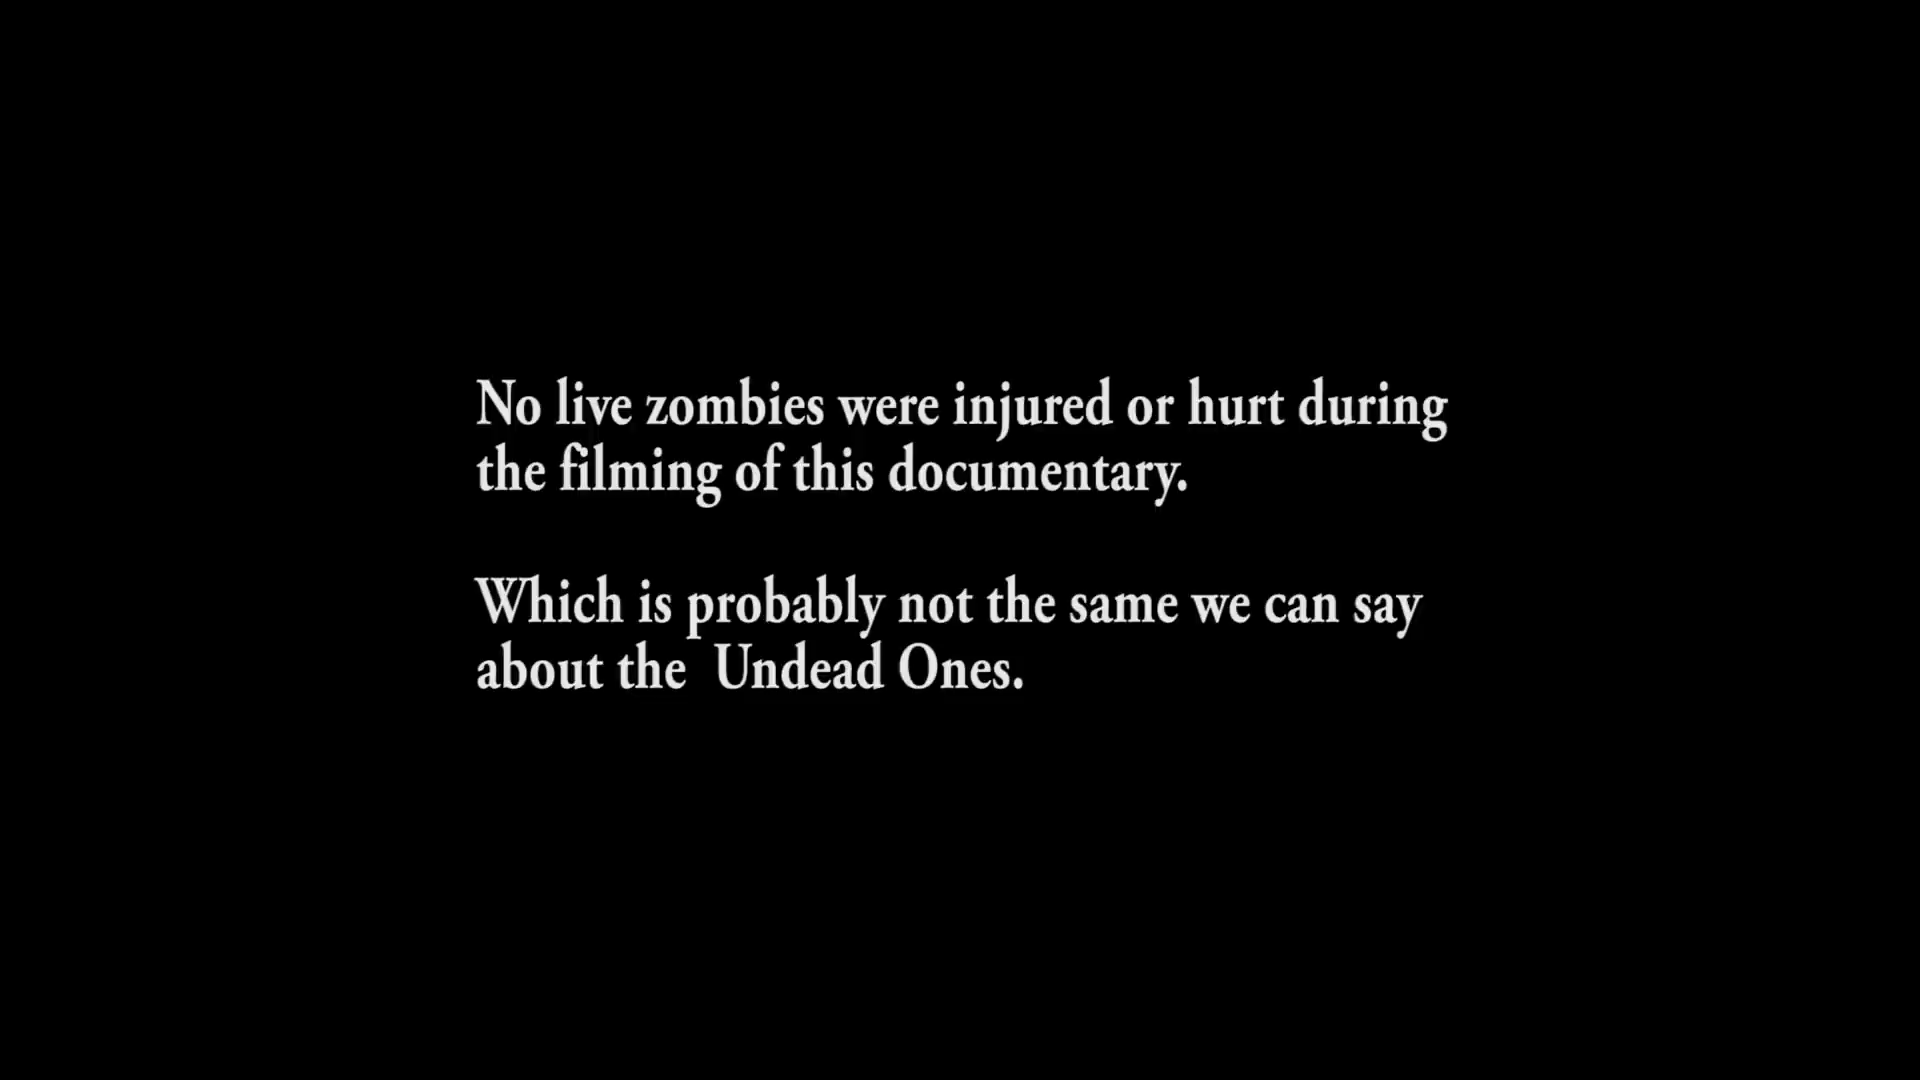 No live zombies were injured or hurt during
the filming of this documentary.
Which is probably not the same we can say
about the  Undead Ones.